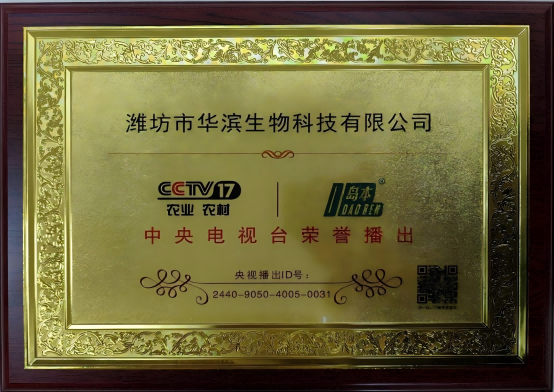 潍坊市华滨生物科技有限公司
CCTV 17 农业 农村
岛本® DAO BEN
中央电视台荣誉播出
央视播出ID号：
2440-9050-4005-0031